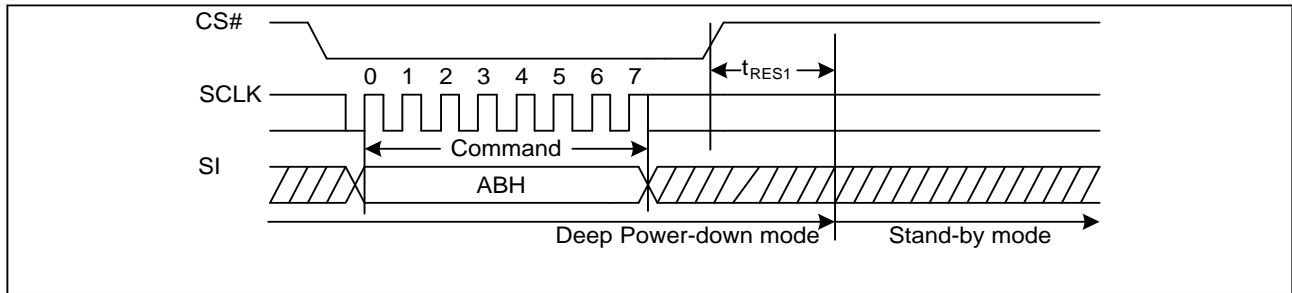 CS#
tRES1
0 1 2 3 4 5 6 7
SCLK
Command
SI
ABH
Deep Power-down mode Stand-by mode